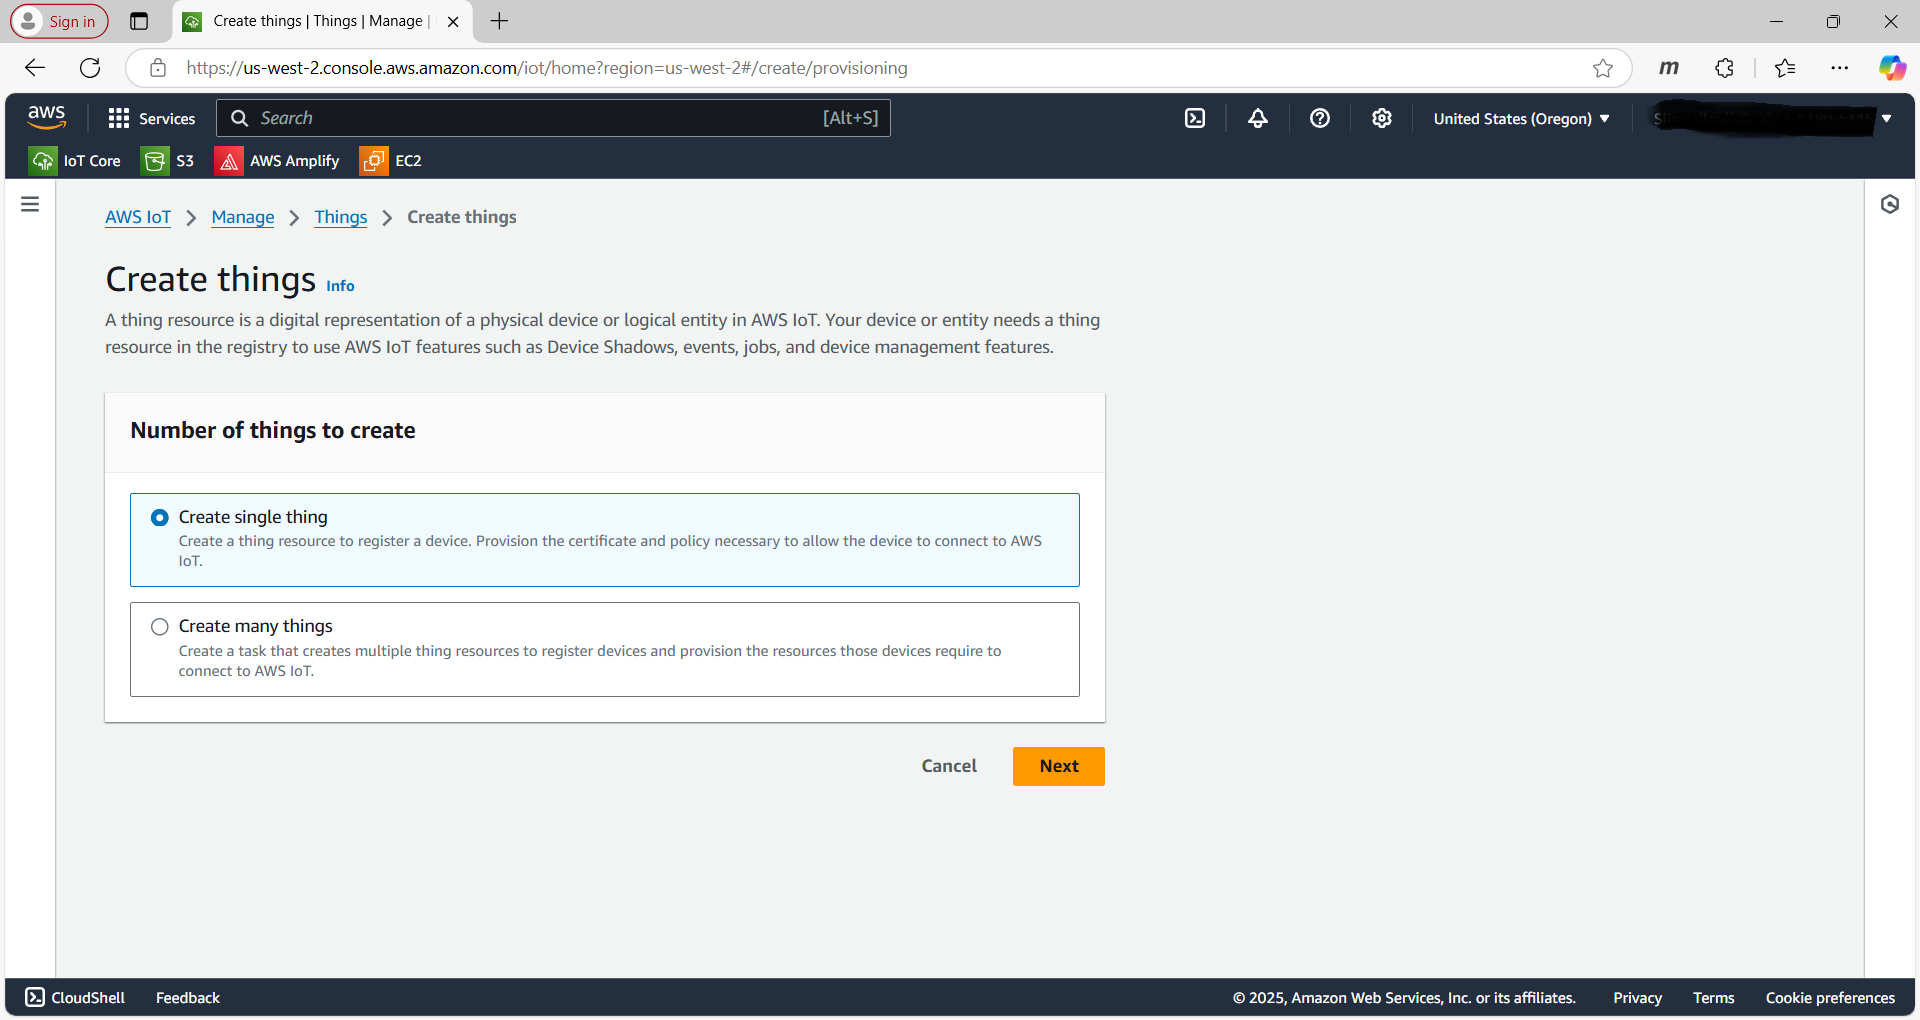 Sign in
Create things | Things | Manage |
https://us-west-2.console.aws.amazon.com/iot/home?region=us-west-2#/create/provisioning
m
aws
Services
Search
[Alt+S]
United States (Oregon)
IoT Core
S3
AWS Amplify
EC2
AWS IoT
Manage
Things
Create things
Create things Info
A thing resource is a digital representation of a physical device or logical entity in AWS IoT. Your device or entity needs a thing
resource in the registry to use AWS IoT features such as Device Shadows, events, jobs, and device management features.
Number of things to create
Create single thing
Create a thing resource to register a device. Provision the certificate and policy necessary to allow the device to connect to AWS
IoT.
Create many things
Create a task that creates multiple thing resources to register devices and provision the resources those devices require to
connect to AWS IoT.
Cancel
Next
CloudShell
Feedback
© 2025, Amazon Web Services, Inc. or its affiliates.
Privacy
Terms
Cookie preferences